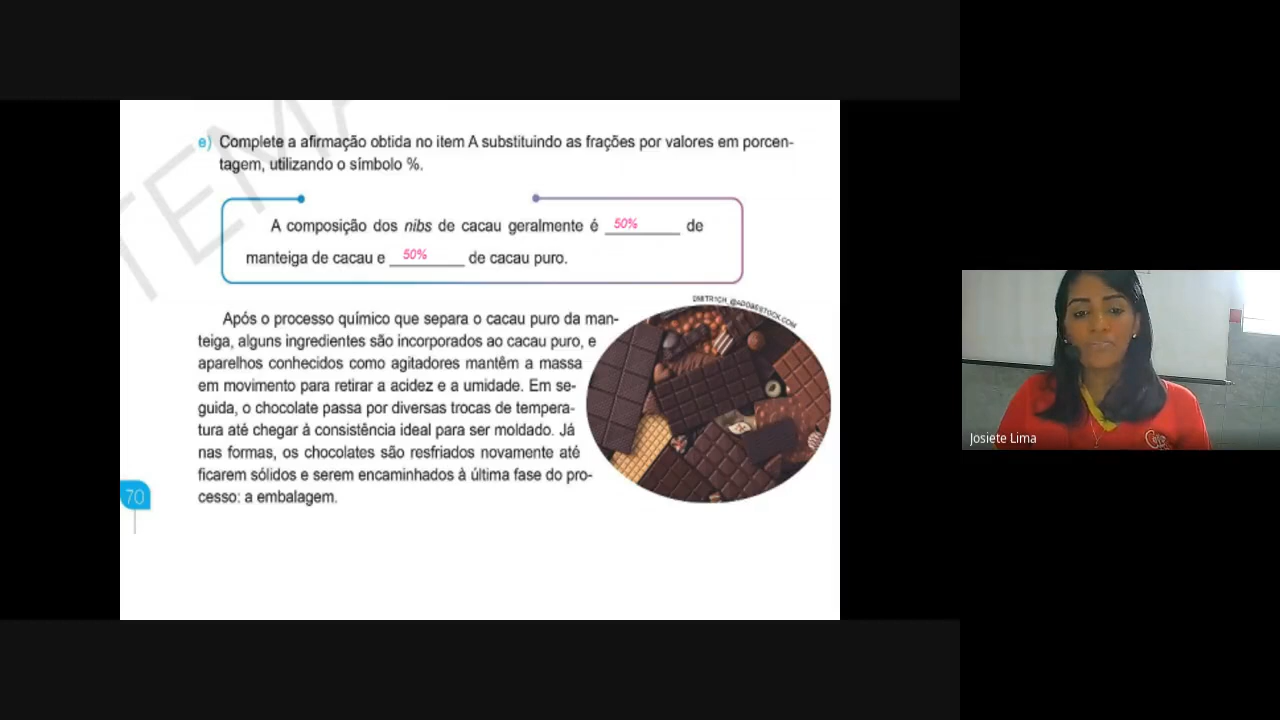 e) Complete a afirmação obtida no item A substituindo as frações por valores em porcen-
tagem, utilizando o símbolo %.
A composição dos nibs de cacau geralmente é 50% de
manteiga de cacau e 50% de cacau puro.
DMITR1CH_@ADOBESTOCK.COM
Após o processo químico que separa o cacau puro da man-
teiga, alguns ingredientes são incorporados ao cacau puro, e
aparelhos conhecidos como agitadores mantêm a massa
em movimento para retirar a acidez e a umidade. Em se-
guida, o chocolate passa por diversas trocas de tempera-
tura até chegar à consistência ideal para ser moldado. Já
nas formas, os chocolates são resfriados novamente até
ficarem sólidos e serem encaminhados à última fase do pro-
cesso: a embalagem.
70
TEMA
Josiete Lima